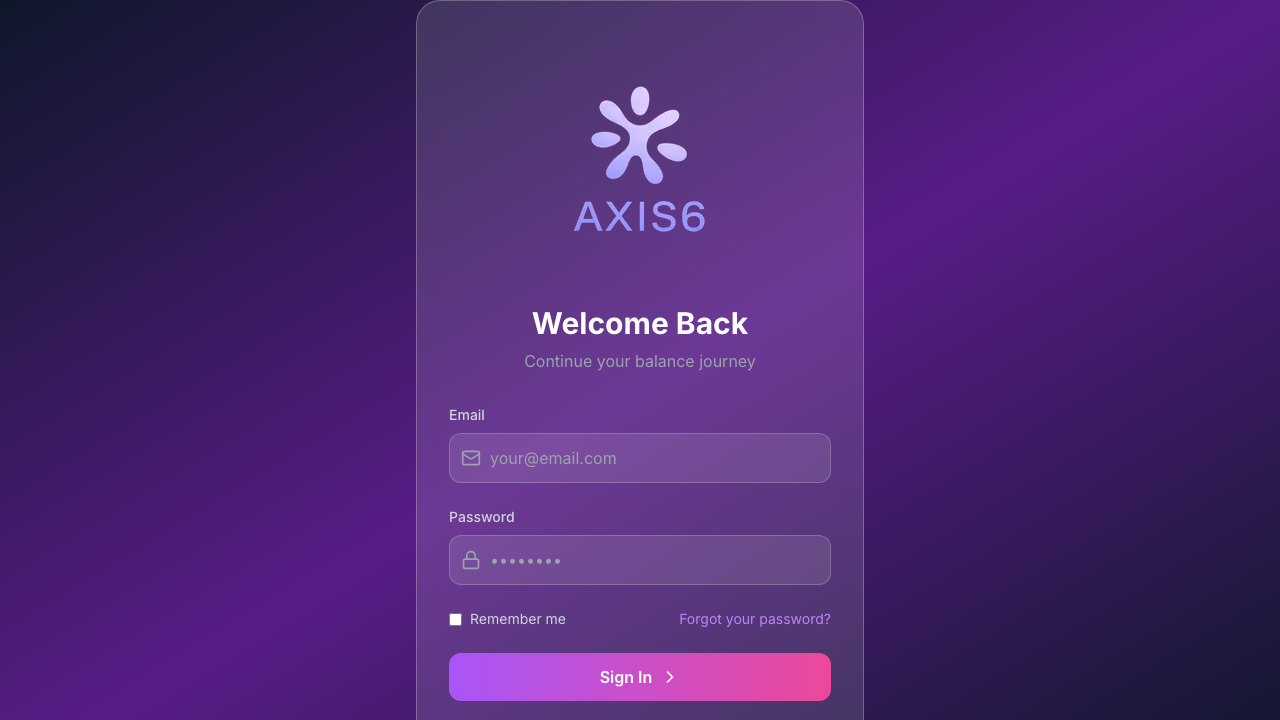 AXIS6
Welcome Back
Continue your balance journey
Email
your@email.com
Password
••••••••
Remember me
Forgot your password?
Sign In